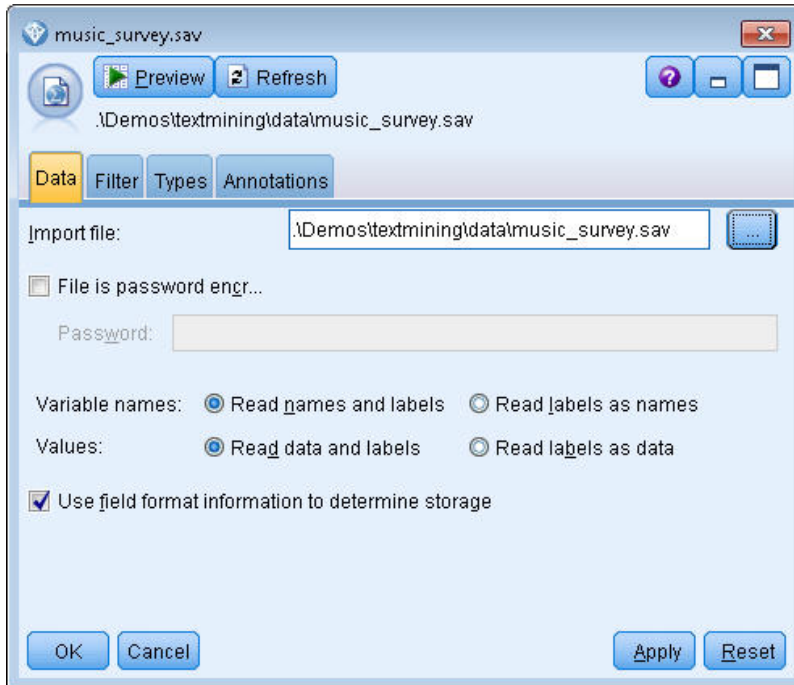 music_survey.sav
Preview 2 Refresh ?
.\Demos\textmining\data\music_survey.sav
Data Filter Types Annotations
Import file: .\Demos\textmining\data\music_survey.sav ...
File is password encr...
Password:
Variable names: Read names and labels Read labels as names
Values: Read data and labels Read labels as data
Use field format information to determine storage
OK Cancel Apply Reset